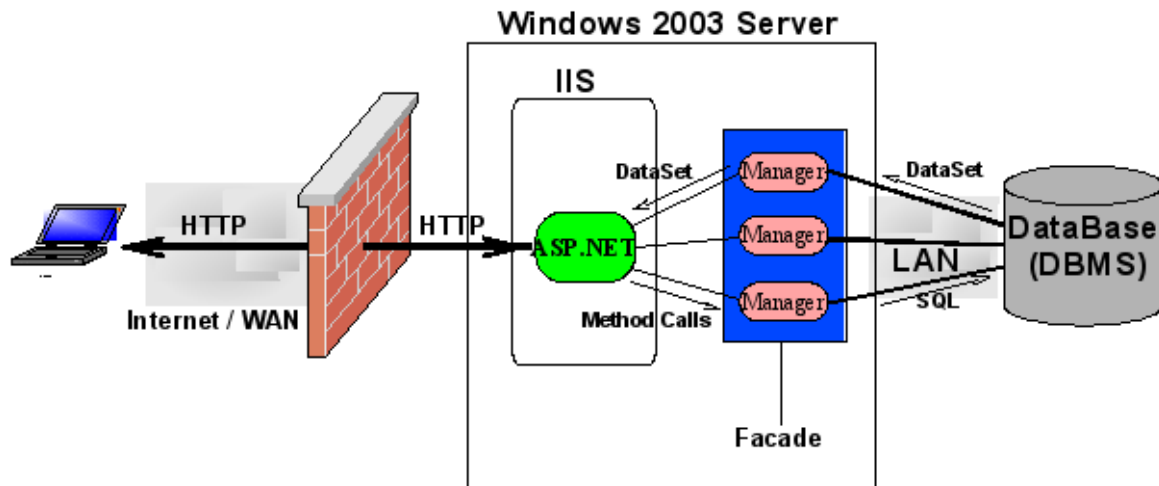 Windows 2003 Server
IIS
HTTP
Internet / WAN
HTTP
ASP.NET
DataSet
Method Calls
Manager
Manager
Manager
Facade
DataSet
LAN
SQL
DataBase
(DBMS)